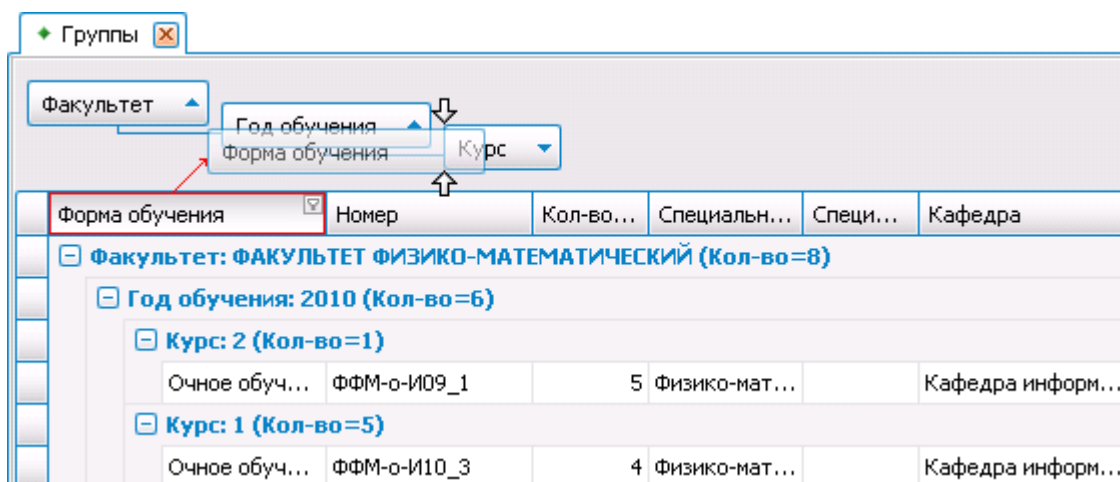 Группы
Факультет
Год обучения
Форма обучения Курс
Форма обучения Номер Кол-во... Специальн... Специ... Кафедра
Факультет: ФАКУЛЬТЕТ ФИЗИКО-МАТЕМАТИЧЕСКИЙ (Кол-во=8)
Год обучения: 2010 (Кол-во=6)
Курс: 2 (Кол-во=1)
Очное обуч... ФФМ-о-И09_1 5 Физико-мат... Кафедра информ...
Курс: 1 (Кол-во=5)
Очное обуч... ФФМ-о-И10_3 4 Физико-мат... Кафедра информ...